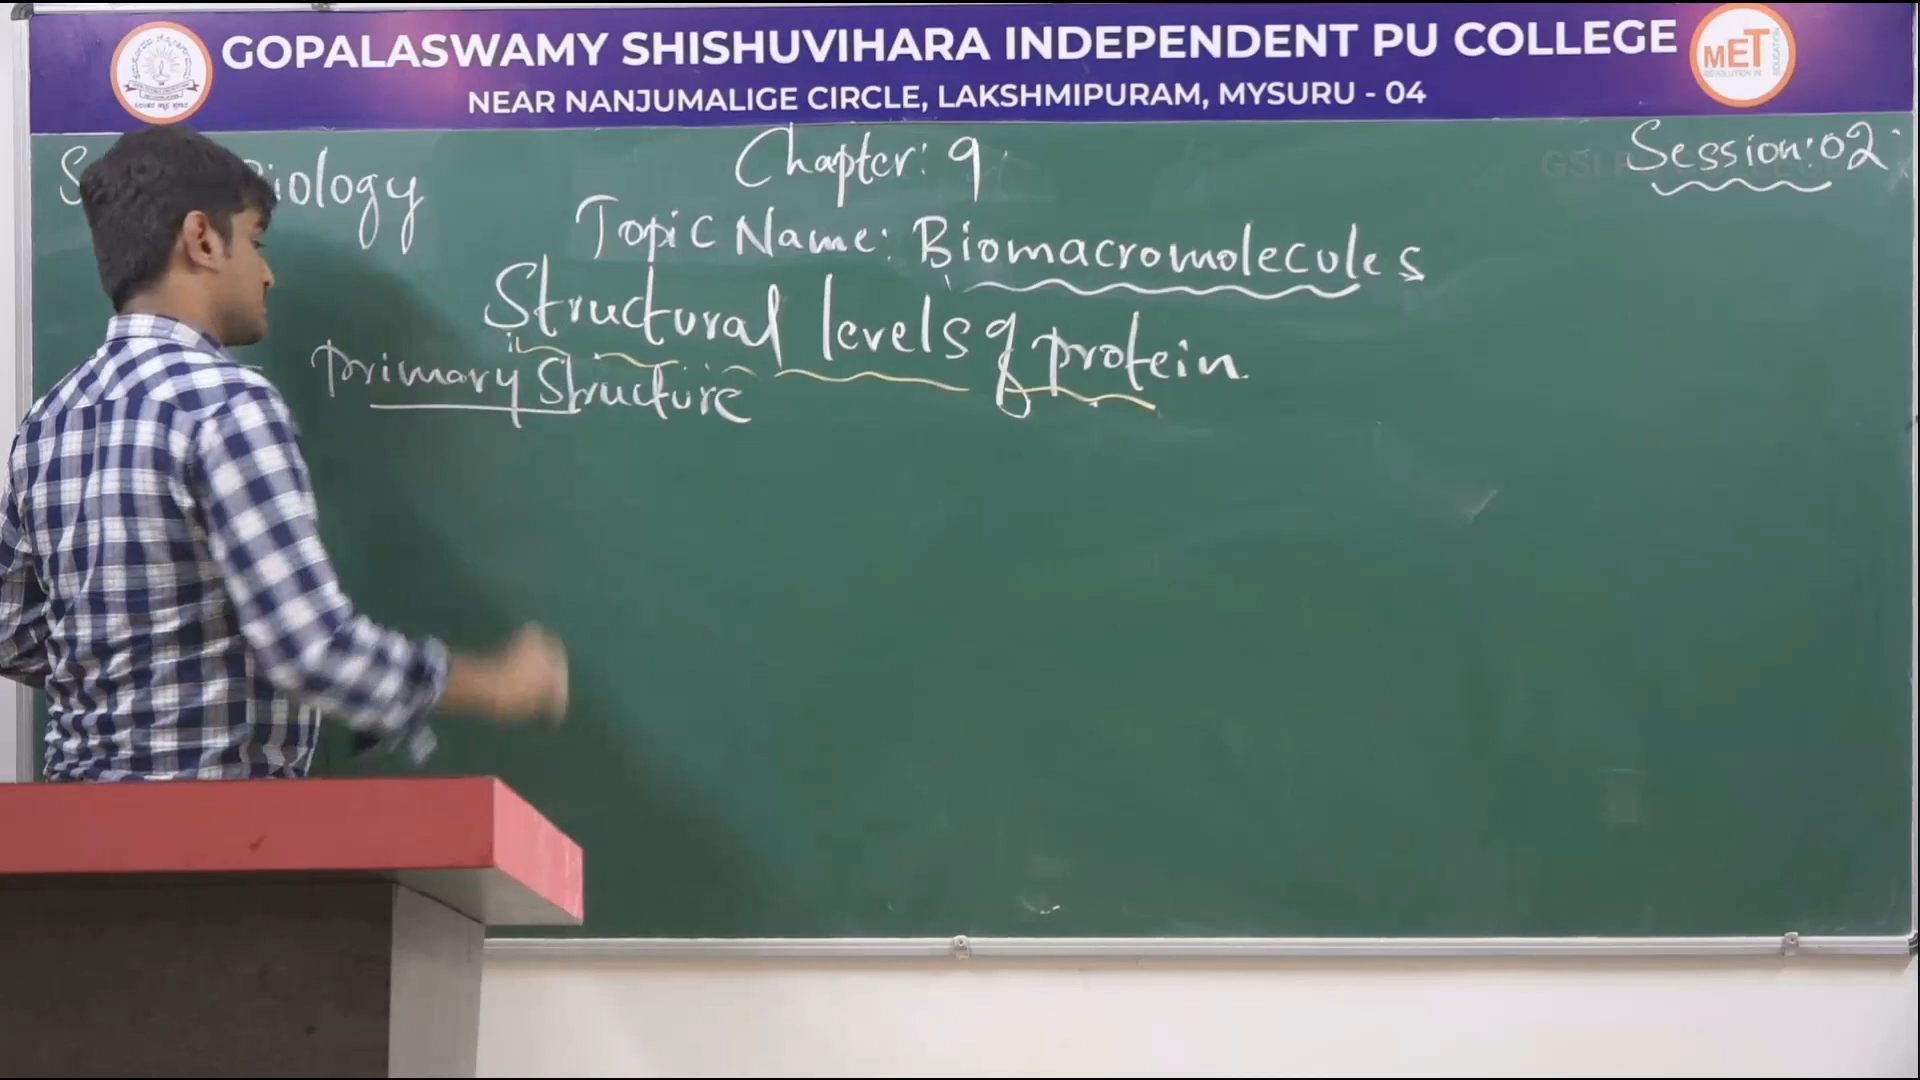 GOPALASWAMY SHISHUVIHARA INDEPENDENT PU COLLEGE
NEAR NANJUMALIGE CIRCLE, LAKSHMIPURAM, MYSURU - 04
MET
EDUCATION
Chapter: 9
Session: 02
Biology
Topic Name: Biomacromolecules
Structural levels of protein
Primary Structure